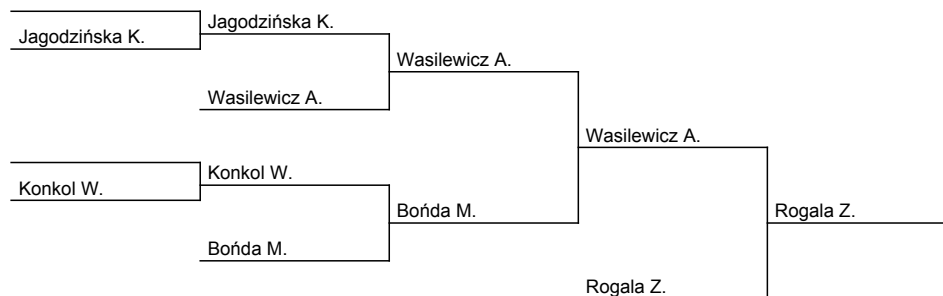 Jagodzińska K.
Jagodzińska K.
Wasilewicz A.
Wasilewicz A.
Wasilewicz A.
Konkol W.
Konkol W.
Bońda M.
Rogala Z.
Bońda M.
Rogala Z.